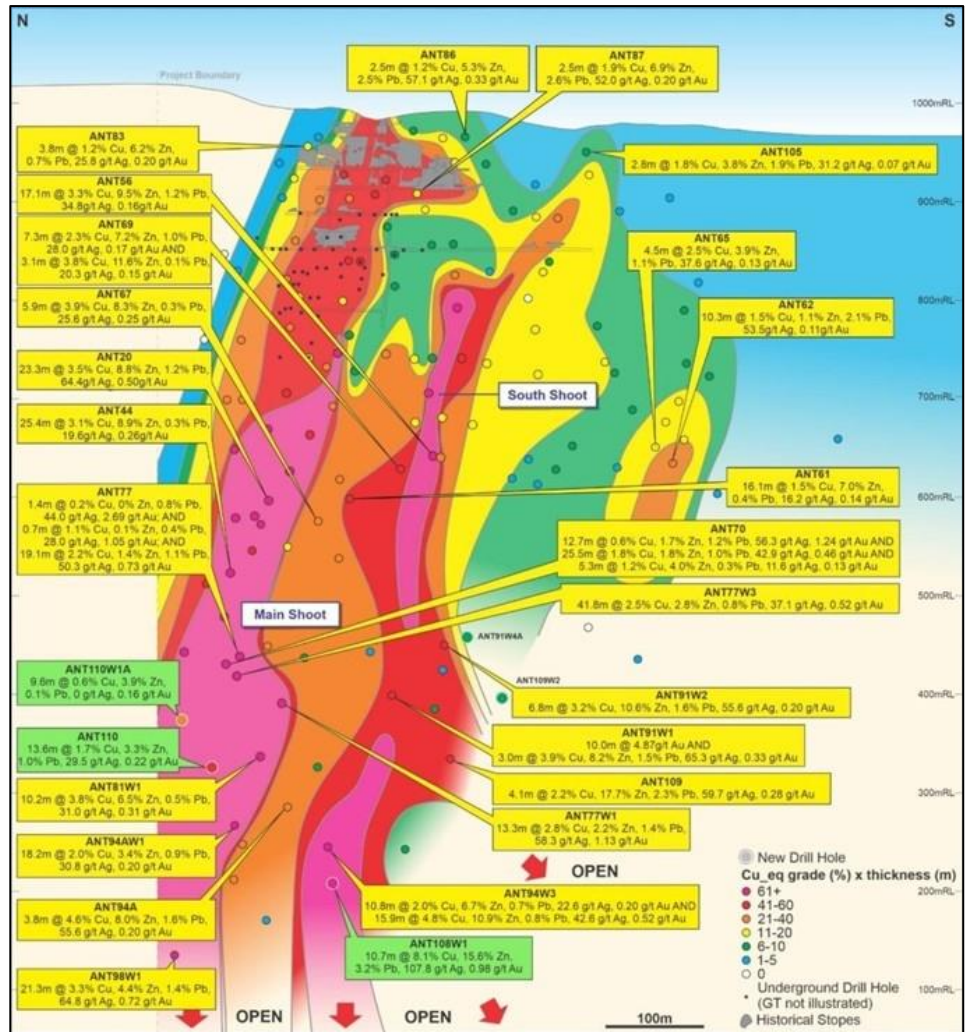 N
S
Project Boundary
ANT86
2.5m @ 1.2% Cu, 5.3% Zn,
2.5% Pb, 57.1 g/t Ag, 0.33 g/t Au
ANT87
2.5m @ 1.9% Cu, 6.9% Zn,
2.6% Pb, 52.0 g/t Ag, 0.20 g/t Au
1000mRL
ANT83
3.8m @ 1.2% Cu, 6.2% Zn,
0.7% Pb, 25.8 g/t Ag, 0.20 g/t Au
ANT105
2.8m @ 1.8% Cu, 3.8% Zn, 1.9% Pb, 31.2 g/t Ag, 0.07 g/t Au
ANT56
17.1m @ 3.3% Cu, 9.5% Zn, 1.2% Pb,
34.8g/t Ag, 0.16g/t Au
900mRL
ANT69
7.3m @ 2.3% Cu, 7.2% Zn, 1.0% Pb,
28.0 g/t Ag, 0.17 g/t Au AND
3.1m @ 3.8% Cu, 11.6% Zn, 0.1% Pb,
20.3 g/t Ag, 0.15 g/t Au
ANT65
4.5m @ 2.5% Cu, 3.9% Zn,
1.1% Pb, 37.6 g/t Ag, 0.13 g/t Au
ANT67
5.9m @ 3.9% Cu, 8.3% Zn, 0.3% Pb,
25.6 g/t Ag, 0.25 g/t Au
800mRL
ANT62
10.3m @ 1.5% Cu, 1.1% Zn, 2.1% Pb,
53.5g/t Ag, 0.11g/t Au
ANT20
23.3m @ 3.5% Cu, 8.8% Zn, 1.2% Pb,
64.4g/t Ag, 0.50g/t Au
South Shoot
700mRL
ANT44
25.4m @ 3.1% Cu, 8.9% Zn, 0.3% Pb,
19.6g/t Ag, 0.26g/t Au
ANT61
16.1m @ 1.5% Cu, 7.0% Zn,
0.4% Pb, 16.2 g/t Ag, 0.14 g/t Au
600mRL
ANT77
1.4m @ 0.2% Cu, 0% Zn, 0.8% Pb,
44.0 g/t Ag, 2.69 g/t Au; AND
0.7m @ 1.1% Cu, 0.1% Zn, 0.4% Pb,
28.0 g/t Ag, 1.05 g/t Au; AND
19.1m @ 2.2% Cu, 1.4% Zn, 1.1% Pb,
50.3 g/t Ag, 0.73 g/t Au
ANT70
12.7m @ 0.6% Cu, 1.7% Zn, 1.2% Pb, 56.3 g/t Ag, 1.24 g/t Au AND
25.5m @ 1.8% Cu, 1.8% Zn, 1.0% Pb, 42.9 g/t Ag, 0.46 g/t Au AND
5.3m @ 1.2% Cu, 4.0% Zn, 0.3% Pb, 11.6 g/t Ag, 0.13 g/t Au
500mRL
ANT77W3
41.8m @ 2.5% Cu, 2.8% Zn, 0.8% Pb, 37.1 g/t Ag, 0.52 g/t Au
Main Shoot
ANT91W4A
ANT110W1A
9.6m @ 0.6% Cu, 3.9% Zn,
0.1% Pb, 0 g/t Ag, 0.16 g/t Au
ANT109W2
400mRL
ANT91W2
6.8m @ 3.2% Cu, 10.6% Zn, 1.6% Pb, 55.6 g/t Ag, 0.20 g/t Au
ANT110
13.6m @ 1.7% Cu, 3.3% Zn,
1.0% Pb, 29.5 g/t Ag, 0.22 g/t Au
ANT91W1
10.0m @ 4.87g/t Au AND
3.0m @ 3.9% Cu, 8.2% Zn, 1.5% Pb, 65.3 g/t Ag, 0.33 g/t Au
ANT81W1
10.2m @ 3.8% Cu, 6.5% Zn, 0.5% Pb,
31.0 g/t Ag, 0.31 g/t Au
ANT109
4.1m @ 2.2% Cu, 17.7% Zn, 2.3% Pb, 59.7 g/t Ag, 0.28 g/t Au
300mRL
ANT77W1
13.3m @ 2.8% Cu, 2.2% Zn, 1.4% Pb,
58.3 g/t Ag, 1.13 g/t Au
ANT94AW1
18.2m @ 2.0% Cu, 3.4% Zn, 0.9% Pb,
30.8 g/t Ag, 0.20 g/t Au
OPEN
ANT94A
3.8m @ 4.6% Cu, 8.0% Zn, 1.6% Pb,
55.6 g/t Ag, 0.20 g/t Au
ANT94W3
10.8m @ 2.0% Cu, 6.7% Zn, 0.7% Pb, 22.6 g/t Ag, 0.20 g/t Au AND
15.9m @ 4.8% Cu, 10.9% Zn, 0.8% Pb, 42.6 g/t Ag, 0.52 g/t Au
200mRL
ANT108W1
10.7m @ 8.1% Cu, 15.6% Zn,
3.2% Pb, 107.8 g/t Ag, 0.98 g/t Au
ANT98W1
21.3m @ 3.3% Cu, 4.4% Zn, 1.4% Pb,
64.8 g/t Ag, 0.72 g/t Au
100mRL
OPEN
OPEN
100m
New Drill Hole
Cu_eq grade (%) x thickness (m)
61+
41-60
21-40
11-20
6-10
1-5
0
Underground Drill Hole
(GT not illustrated)
Historical Stopes